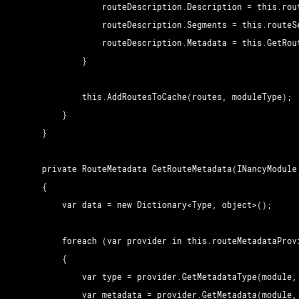 routeDescription.Description = this.rout
routeDescription.Segments = this.routeSe
routeDescription.Metadata = this.GetRout
}
this.AddRoutesToCache(routes, moduleType);
}
}
private RouteMetadata GetRouteMetadata(INancyModule
{
var data = new Dictionary<Type, object>();
foreach (var provider in this.routeMetadataProvi
{
var type = provider.GetMetadataType(module,
var metadata = provider.GetMetadata(module,